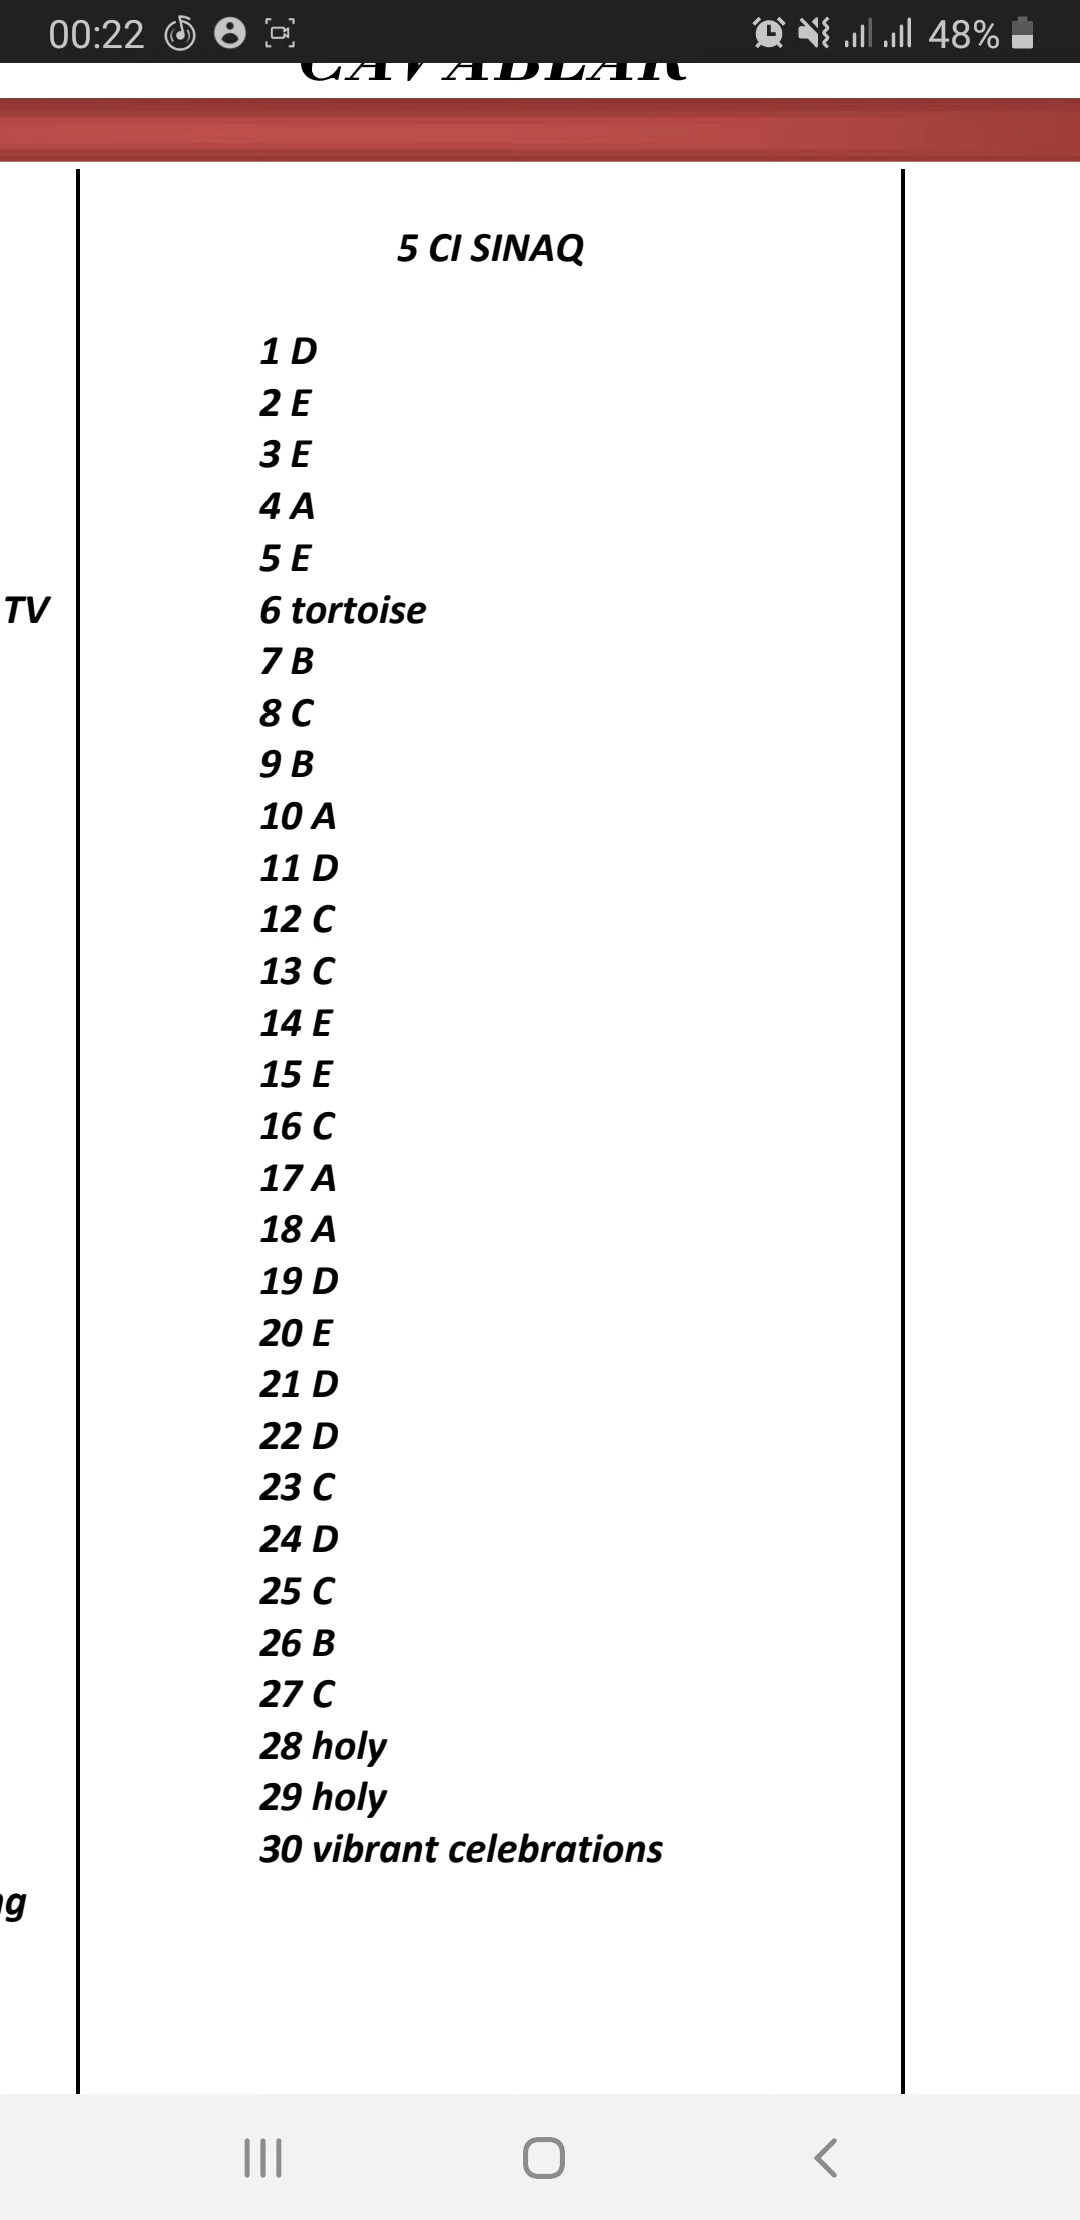 00:22 48%
CAVABLAR
5 CI SINAQ
1 D
2 E
3 E
4 A
5 E
TV
6 tortoise
7 B
8 C
9 B
10 A
11 D
12 C
13 C
14 E
15 E
16 C
17 A
18 A
19 D
20 E
21 D
22 D
23 C
24 D
25 C
26 B
27 C
28 holy
29 holy
30 vibrant celebrations